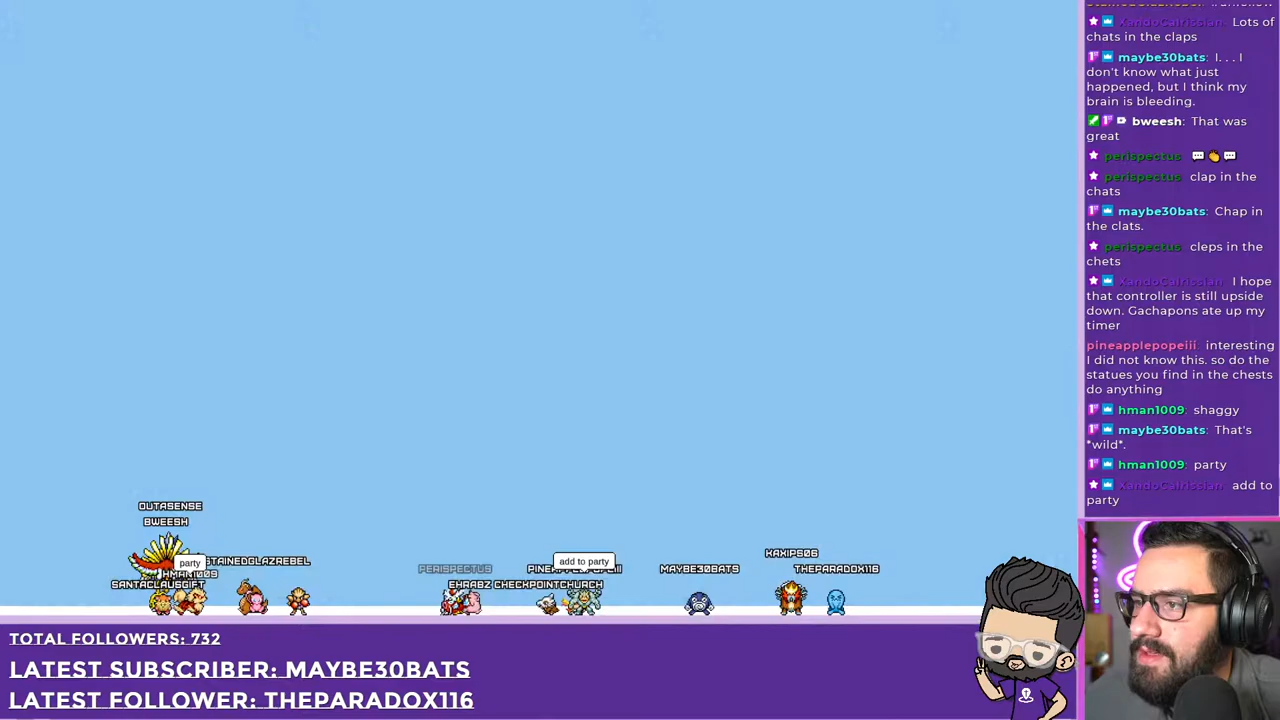 XandoCalrissian Lots of
chats in the claps
maybe30bats: I. . . I
don't know what just
happened, but I think my
brain is bleeding.
bweesh: That was
great
perispectus
perispectus clap in the
chats
maybe30bats: Chap in
the clats.
perispectus cleps in the
chets
XandoCalrissian I hope
that controller is still upside
down. Gachapons ate up my
timer
pineapplepopeiii interesting
I did not know this. so do the
statues you find in the chests
do anything
hman1009: shaggy
maybe30bats: That's
*wild*.
hman1009: party
XandoCalrissian add to
party
OUTASENSE
BWEESH
party
STAINEDGLAZREBEL
HMAN1009
SANTACLAUSGIFT
add to party
PERISPECTUS
EHRABZ CHECKPOINTCHURCH
MAYBE30BATS
KAXIPS06
THEPARADOX116
TOTAL FOLLOWERS: 732
LATEST SUBSCRIBER: MAYBE30BATS
LATEST FOLLOWER: THEPARADOX116